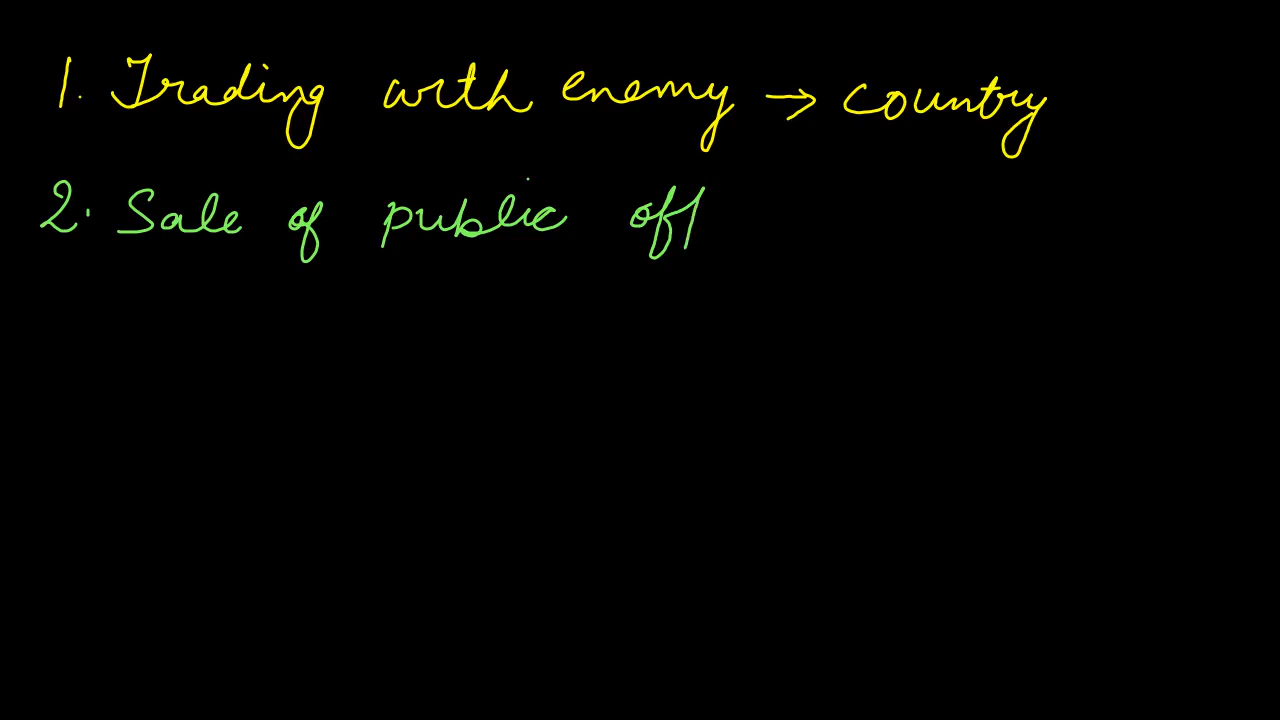 1. Trading with enemy → country
2. Sale of public off